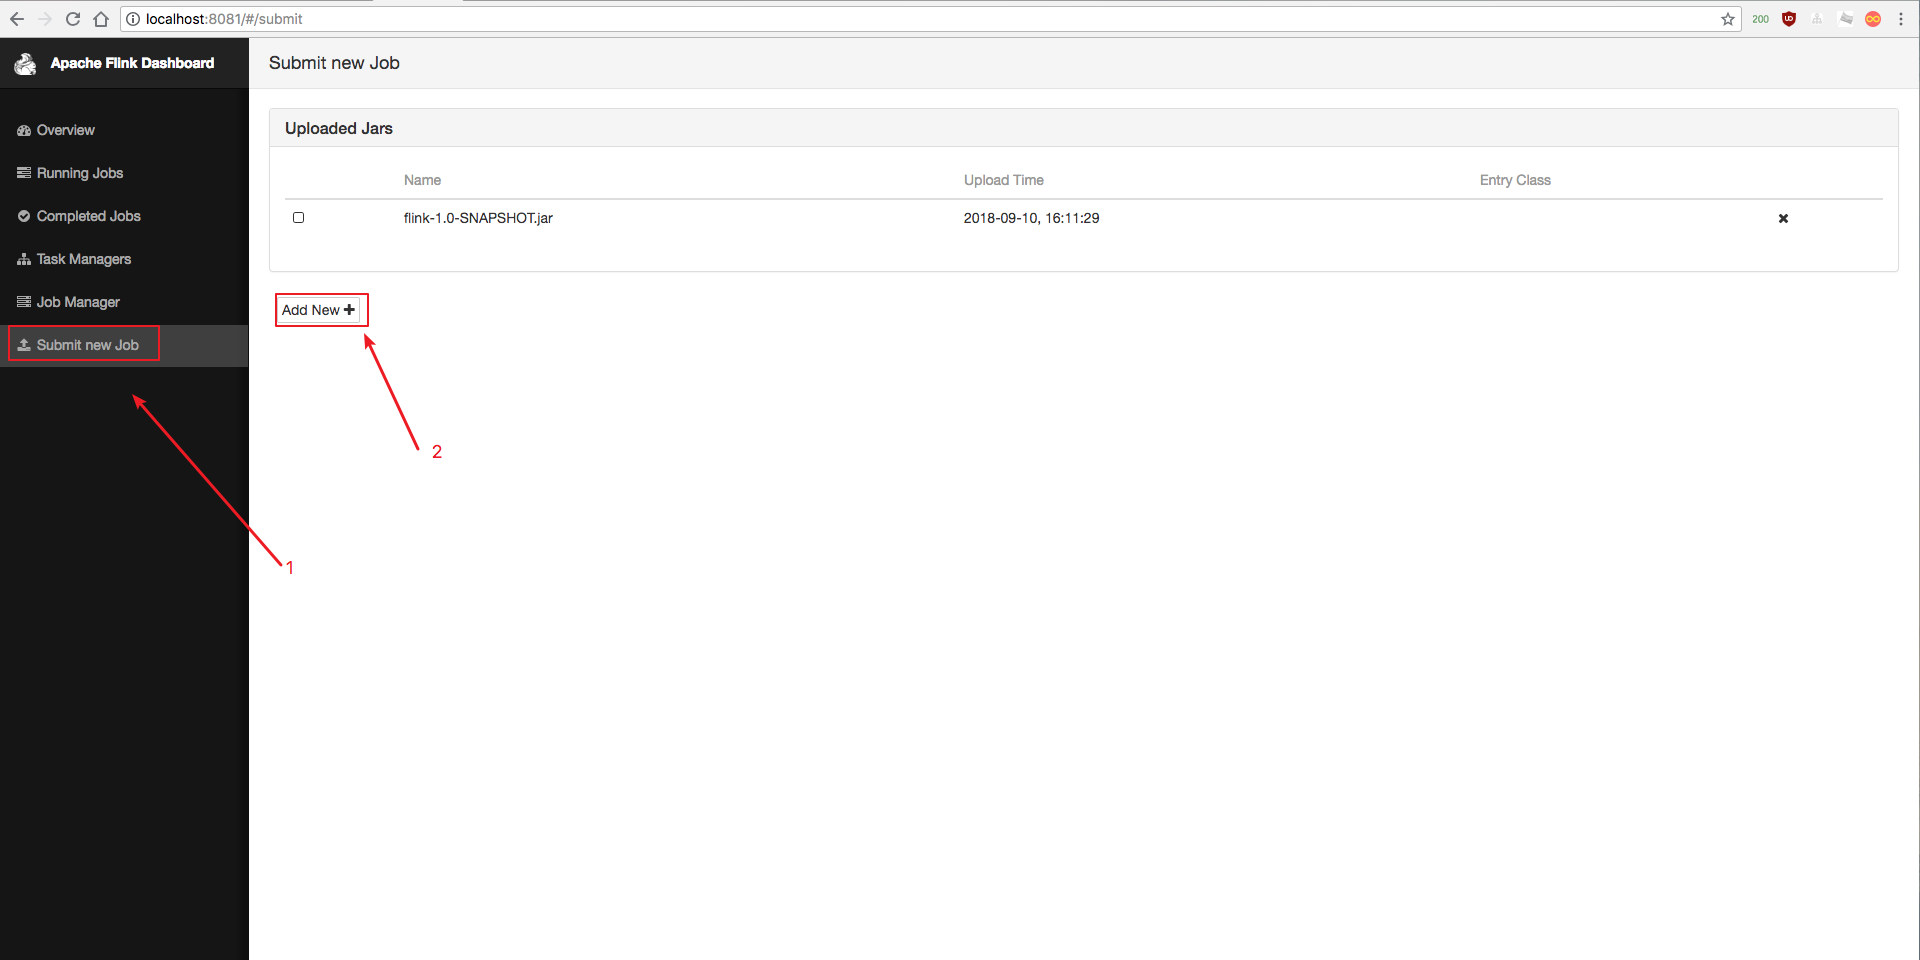 localhost:8081/#/submit
200
Apache Flink Dashboard
Submit new Job
Overview
Running Jobs
Completed Jobs
Task Managers
Job Manager
Submit new Job
Uploaded Jars
Name Upload Time Entry Class
flink-1.0-SNAPSHOT.jar 2018-09-10, 16:11:29
Add New
2
1